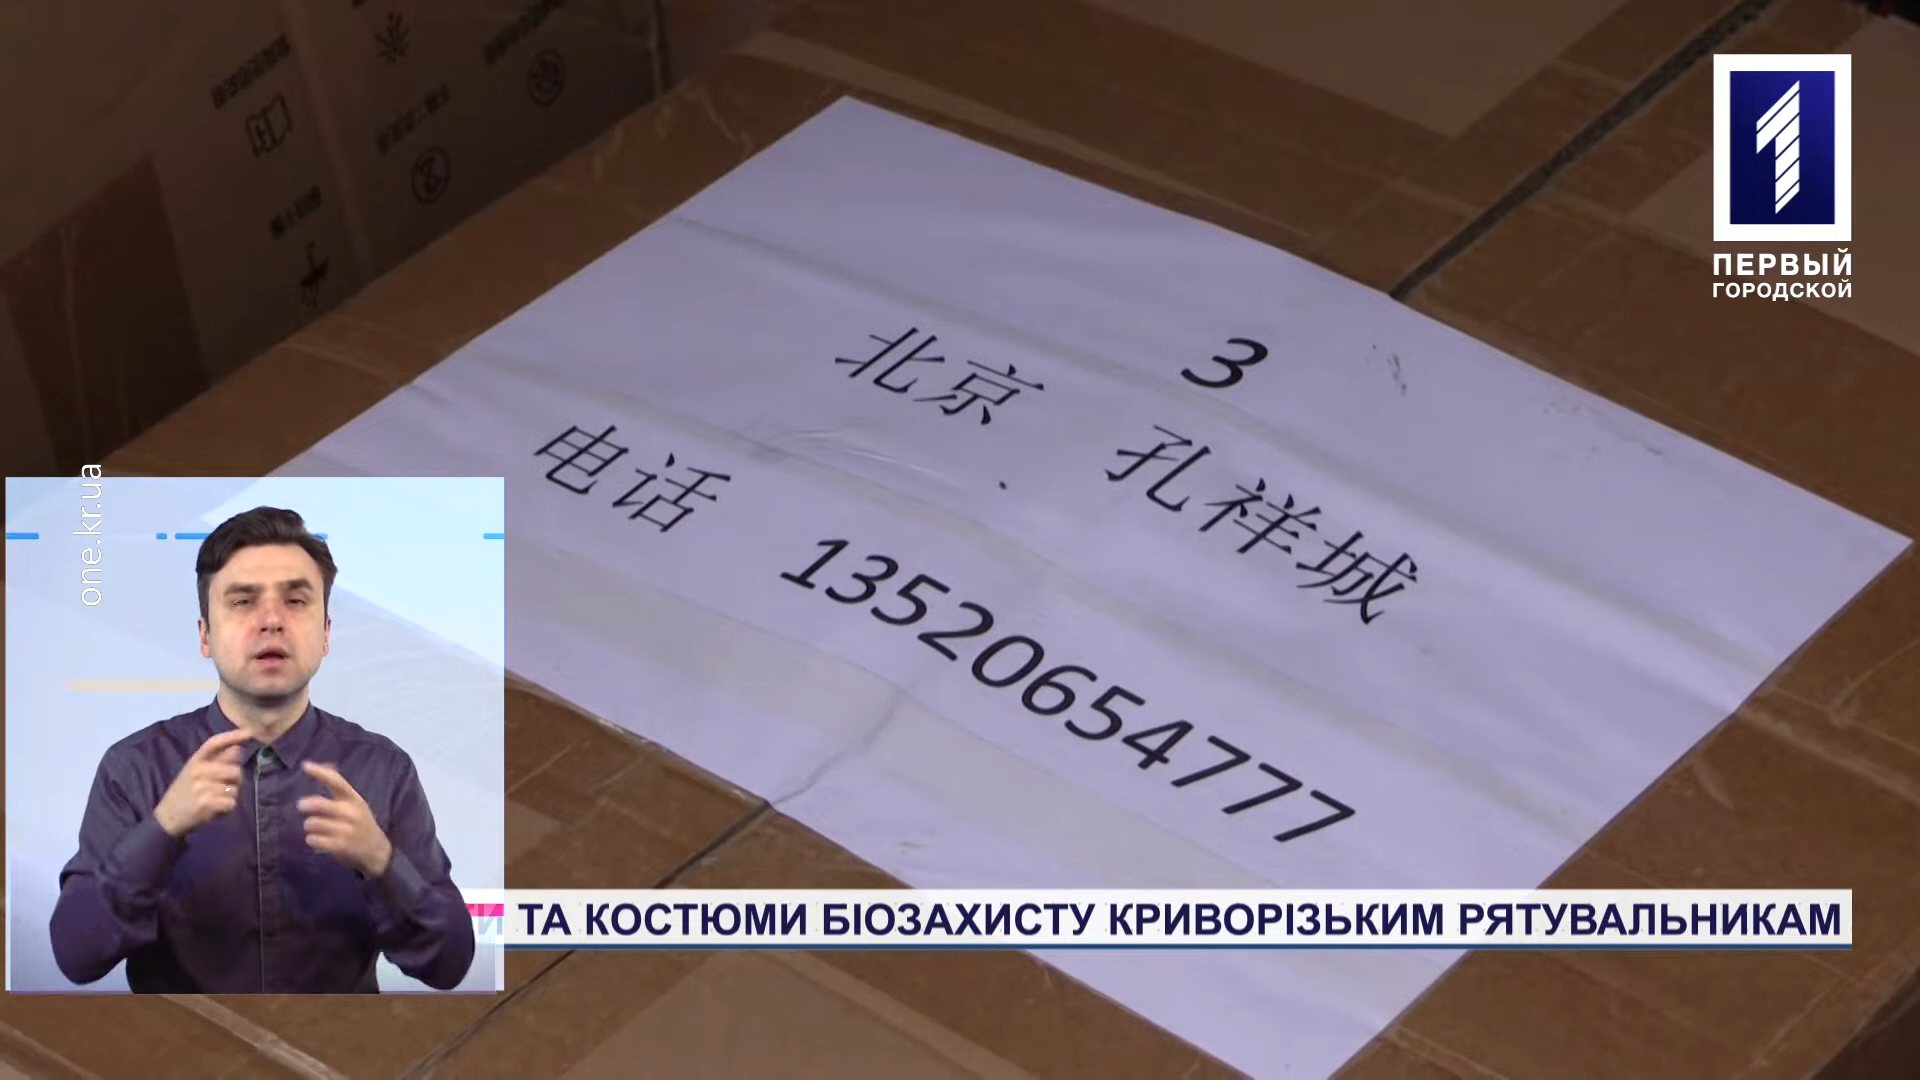 1
ПЕРВЫЙ
ГОРОДСКОЙ
3
北京 孔祥城
电话 13520654777
one.kr.ua
ТА КОСТЮМИ БІОЗАХИСТУ КРИВОРІЗЬКИМ РЯТУВАЛЬНИКАМ